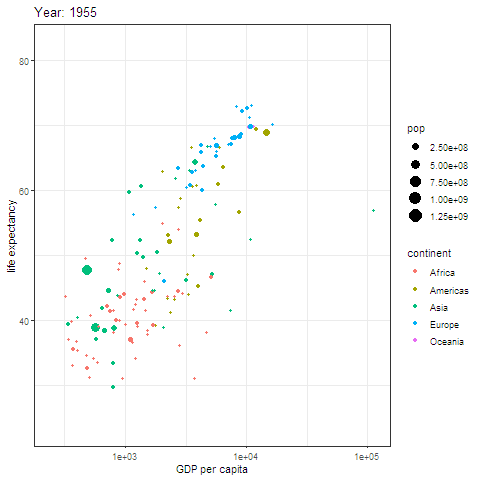 Year: 1955
80
60
40
life expectancy
1e+03
1e+04
1e+05
GDP per capita
pop
2.50e+08
5.00e+08
7.50e+08
1.00e+09
1.25e+09
continent
Africa
Americas
Asia
Europe
Oceania